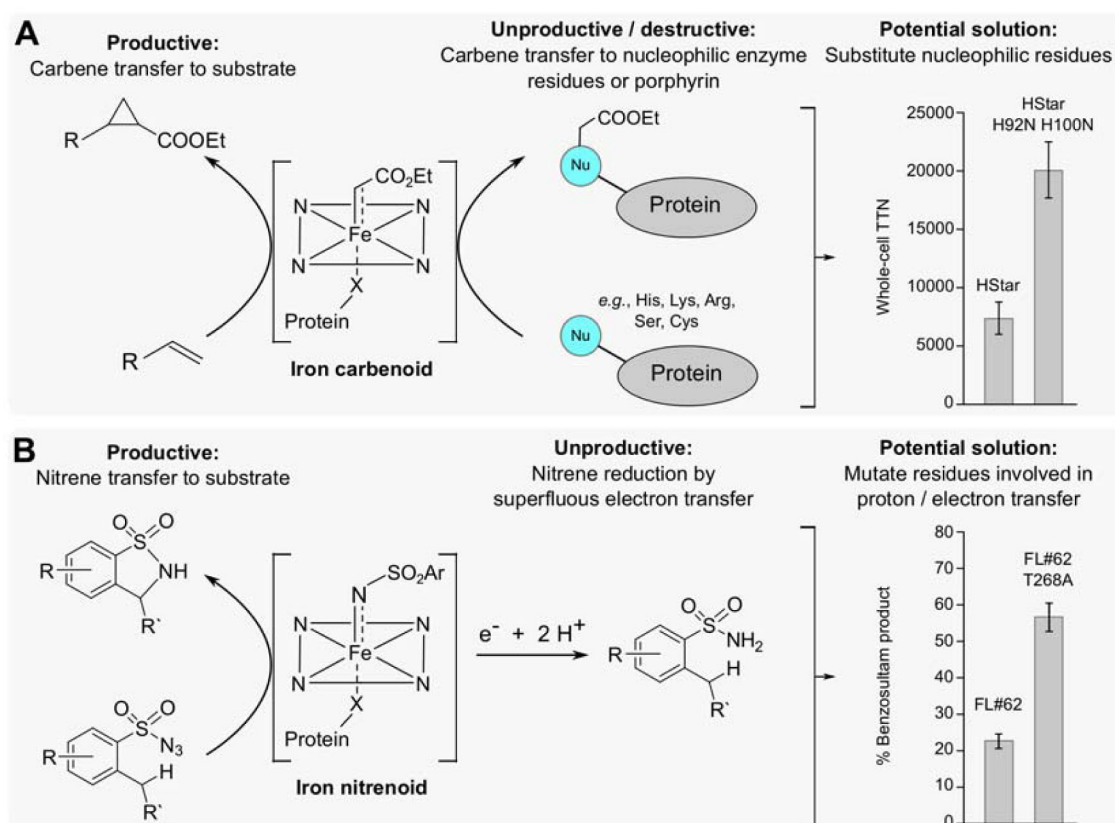 A
Productive:
Carbene transfer to substrate
R
COOEt
R
N
N
N
N
Fe
CO₂Et
X
Protein
Iron carbenoid
Unproductive / destructive:
Carbene transfer to nucleophilic enzyme
residues or porphyrin
COOEt
Nu
Protein
e.g., His, Lys, Arg,
Ser, Cys
Nu
Protein
Potential solution:
Substitute nucleophilic residues
Whole-cell TTN
25000
20000
15000
10000
5000
0
HStar
HStar
H92N H100N
B
Productive:
Nitrene transfer to substrate
O
O
S
NH
R
R`
O
O
S
N₃
R
H
R`
N
SO₂Ar
N
N
N
N
Fe
X
Protein
Iron nitrenoid
Unproductive:
Nitrene reduction by
superfluous electron transfer
e⁻ + 2 H⁺
O
O
S
NH₂
R
H
R`
Potential solution:
Mutate residues involved in
proton / electron transfer
% Benzosultam product
80
70
60
50
40
30
20
10
0
FL#62
FL#62
T268A